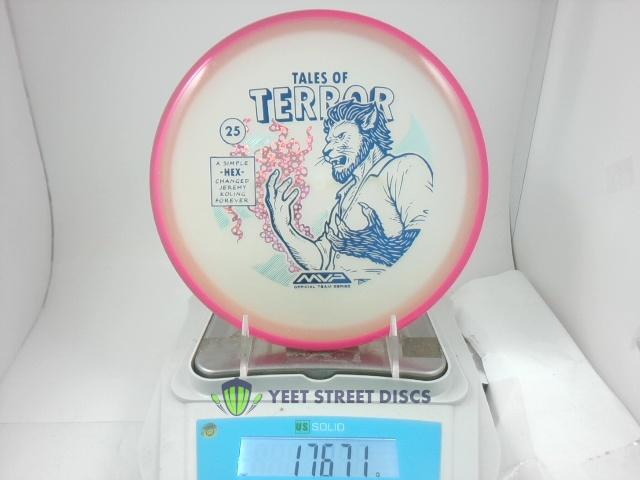 TALES OF
TERROR
25
A SIMPLE
-HEX-
CHANGED
JEREMY
KOLING
FOREVER
MVP
OFFICIAL TEAM SERIES
YEET STREET DISCS
US SOLID
176.71 g